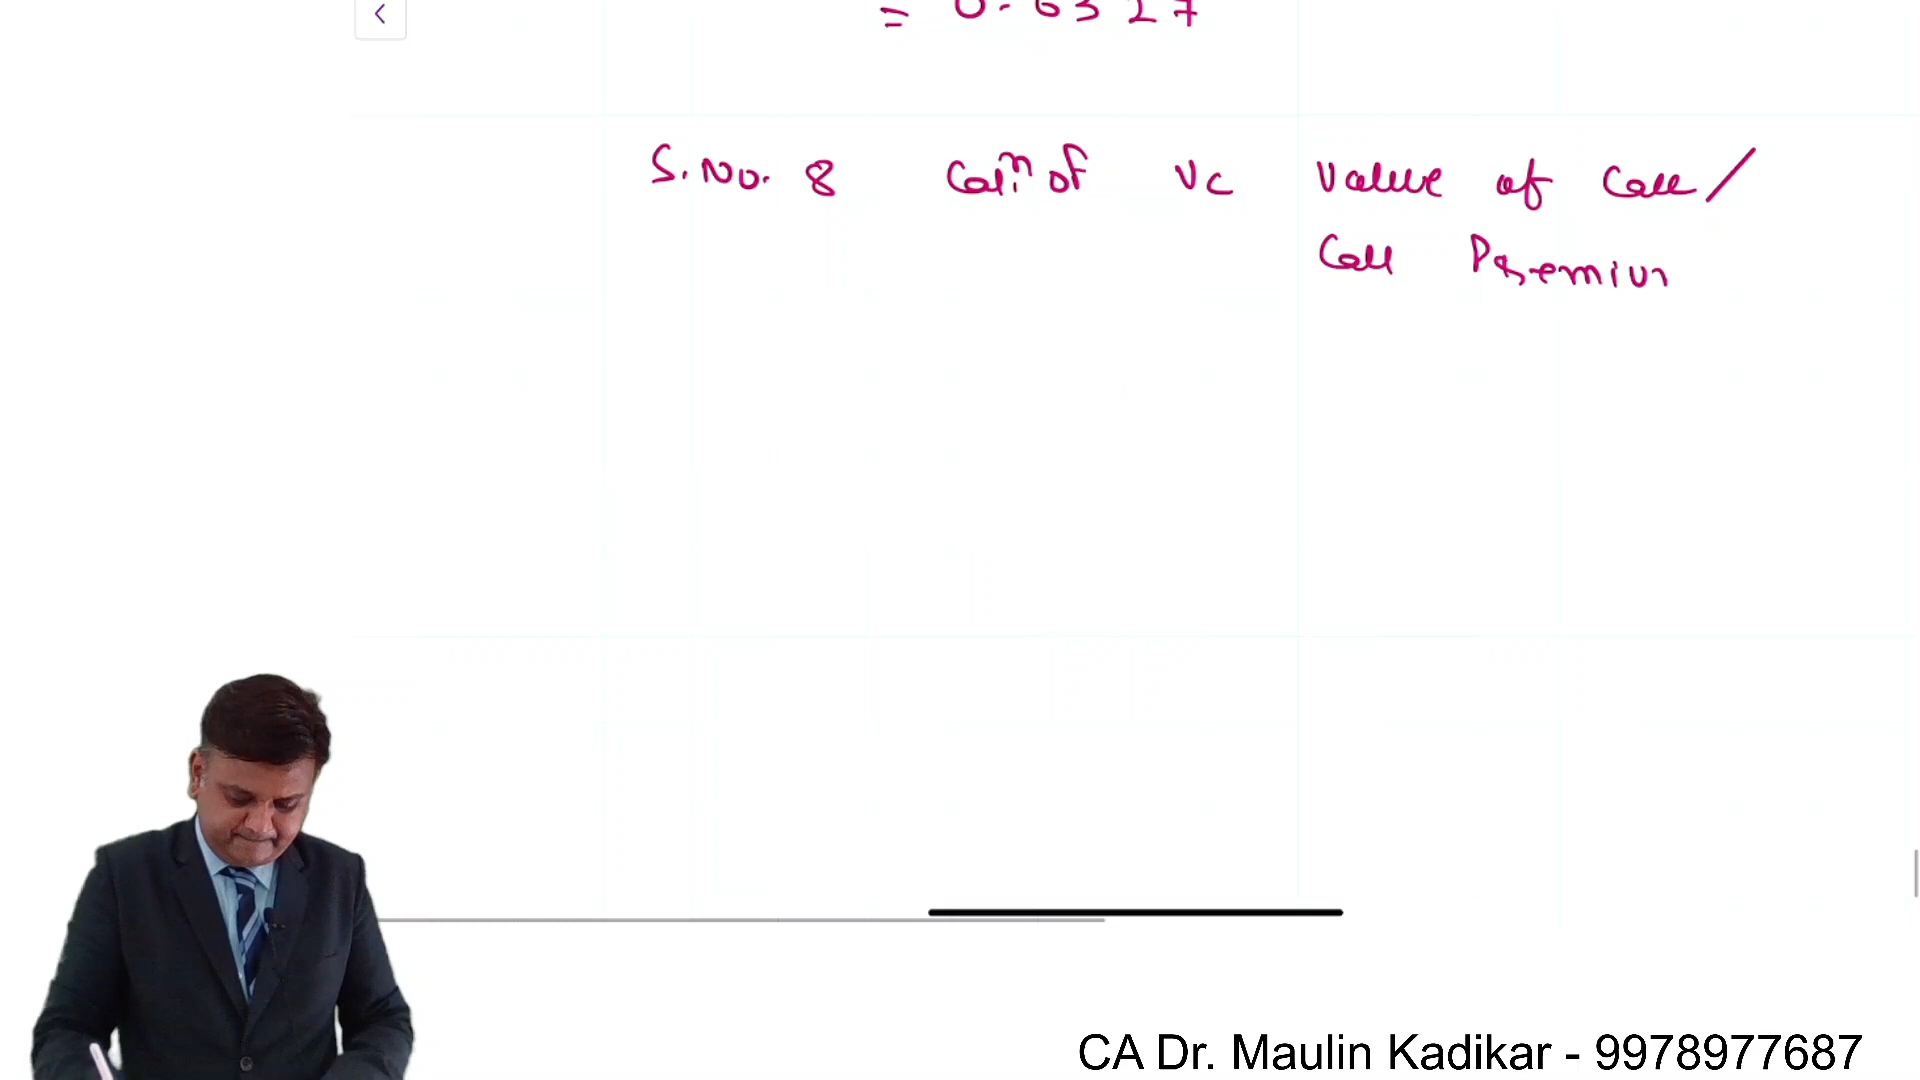 = 0.6327
S. No. 8 Calⁿ. of Vc Value of Call /
Call Premium
CA Dr. Maulin Kadikar - 9978977687